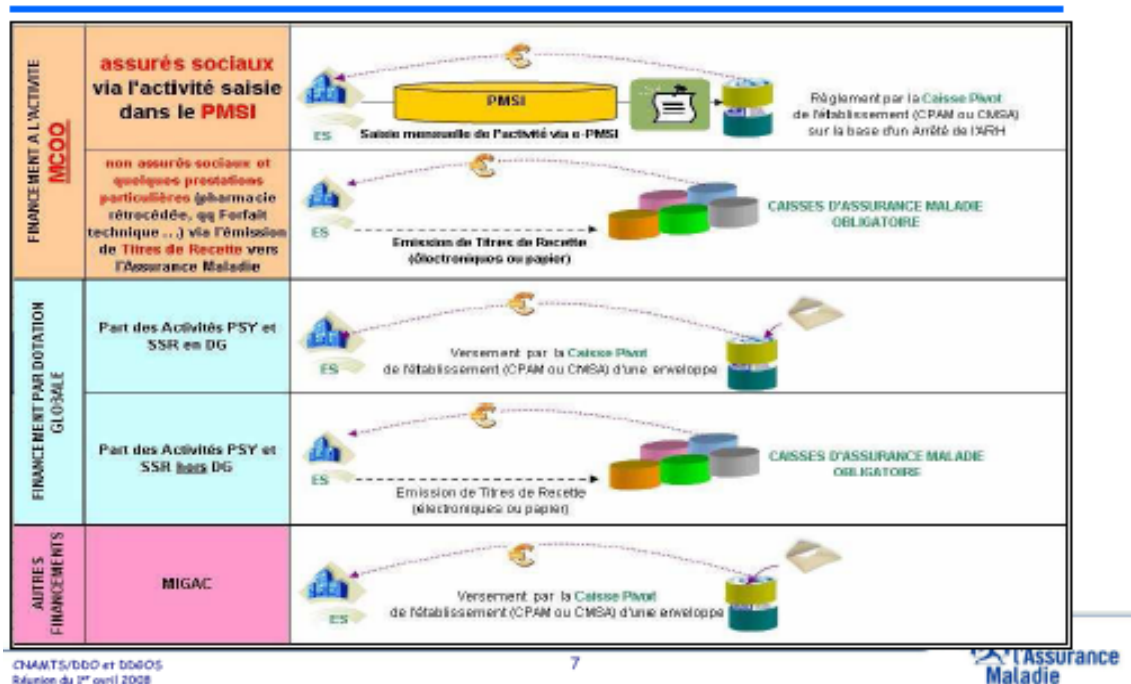 FINANCEMENT A L'ACTIVITE
MCOO
assurés sociaux
via l'activité saisie
dans le PMSI
ES
€
PMSI
Saisie mensuelle de l'activité via e-PMSI
Règlement par la Caisse Pivot
de l'établissement (CPAM ou CMSA)
sur la base d'un Arrêté de l'ARH
non assurés sociaux et
quelques prestations
particulières (pharmacie
rétrocédée, qq Forfait
technique ...) via l'émission
de Titres de Recette vers
l'Assurance Maladie
ES
€
Emission de Titres de Recette
(électroniques ou papier)
CAISSES D'ASSURANCE MALADIE
OBLIGATOIRE
FINANCEMENT PAR DOTATION
GLOBALE
Part des Activités PSY et
SSR en DG
ES
€
Versement par la Caisse Pivot
de l'établissement (CPAM ou CMSA) d'une enveloppe
Part des Activités PSY et
SSR hors DG
ES
€
Emission de Titres de Recette
(électroniques ou papier)
CAISSES D'ASSURANCE MALADIE
OBLIGATOIRE
AUTRES
FINANCEMENTS
MIGAC
ES
€
Versement par la Caisse Pivot
de l'établissement (CPAM ou CMSA) d'une enveloppe
CNAMTS/DDO et DDGOS
Réunion du 1er avril 2008
7
l'Assurance
Maladie